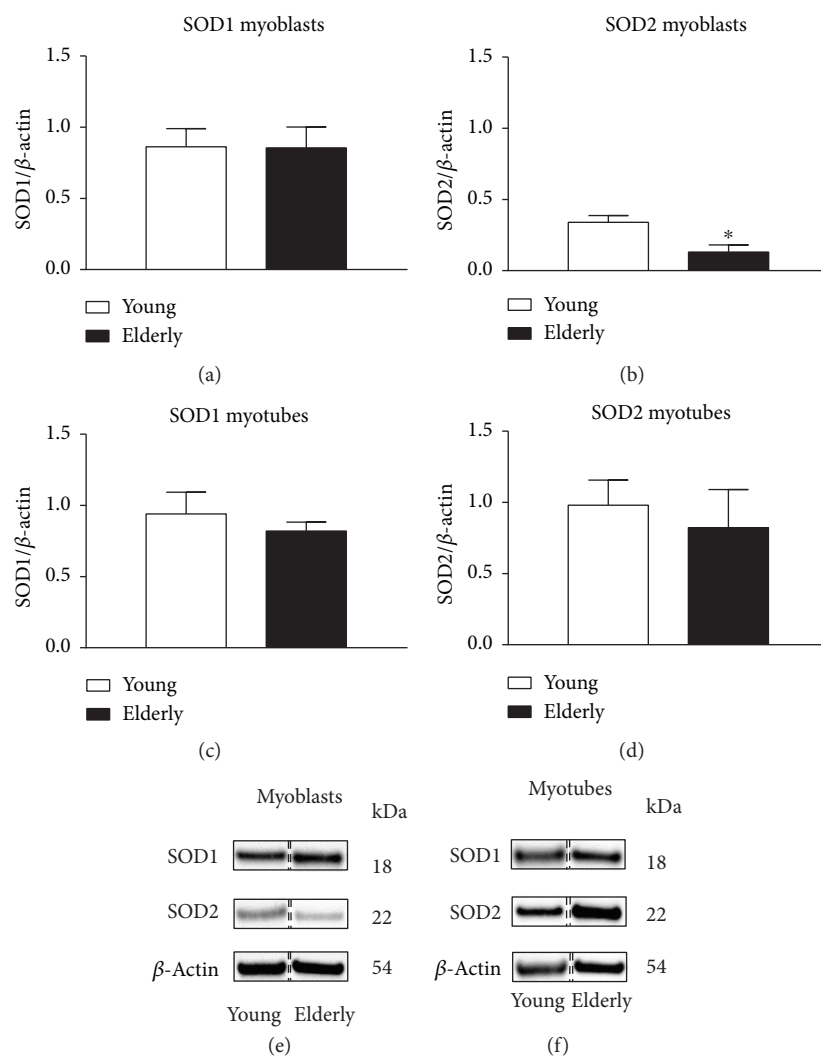 SOD1 myoblasts
1.5
1.0
0.5
0.0
SOD1/β-actin
Young
Elderly
(a)
SOD2 myoblasts
1.5
1.0
0.5
0.0
SOD2/β-actin
*
Young
Elderly
(b)
SOD1 myotubes
1.5
1.0
0.5
0.0
SOD1/β-actin
Young
Elderly
(c)
SOD2 myotubes
1.5
1.0
0.5
0.0
SOD2/β-actin
Young
Elderly
(d)
Myoblasts
kDa
SOD1 18
SOD2 22
β-Actin 54
Young Elderly
(e)
Myotubes
kDa
SOD1 18
SOD2 22
β-Actin 54
Young Elderly
(f)